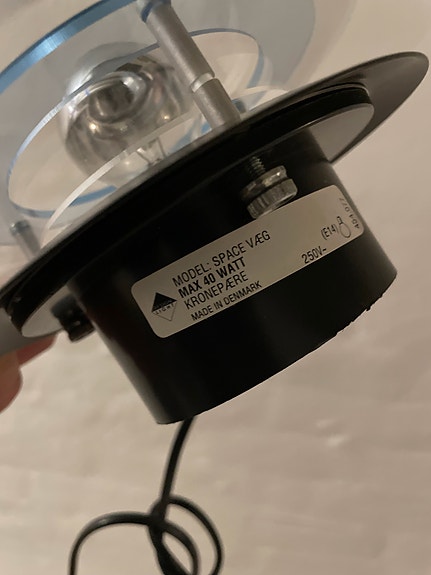 MODEL: SPACE VÆG
MAX 40 WATT
KRONEPÆRE
MADE IN DENMARK
250V~
(E14)